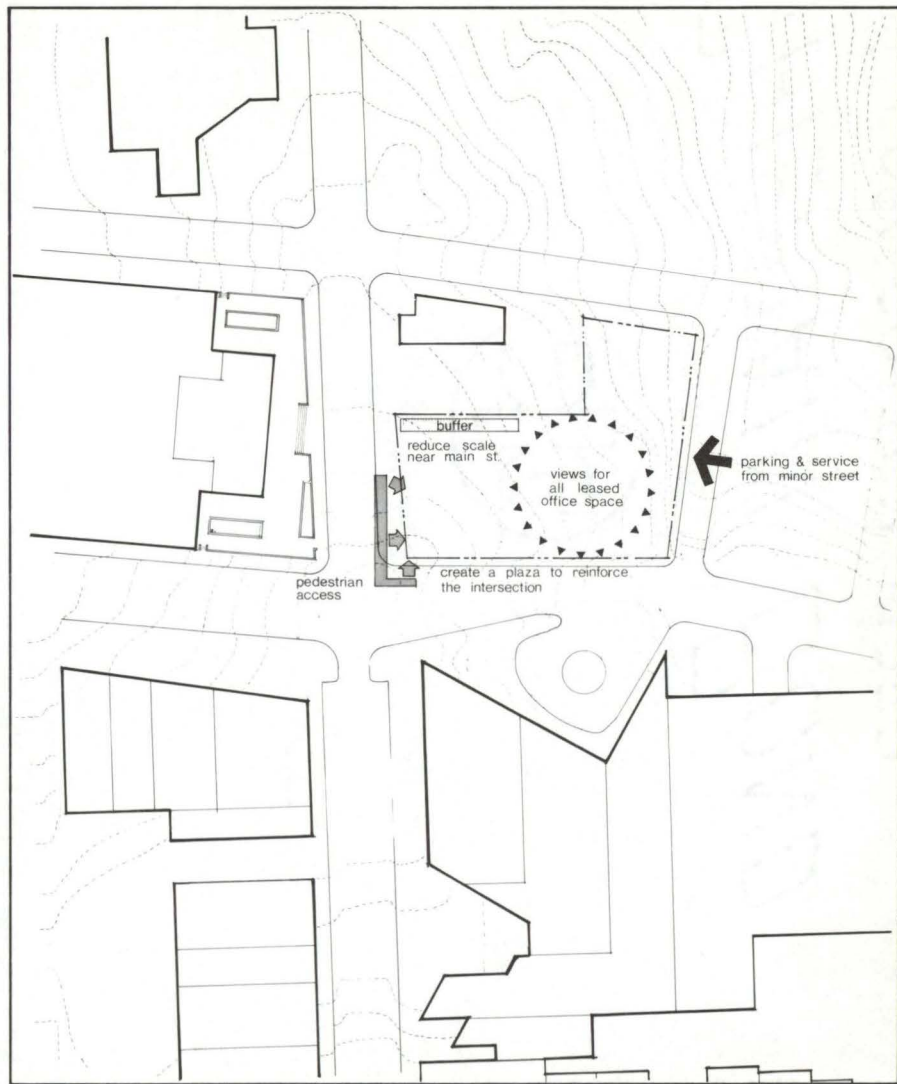 buffer
reduce scale
near main st.
views for
all leased
office space
parking & service
from minor street
pedestrian
access
create a plaza to reinforce
the intersection